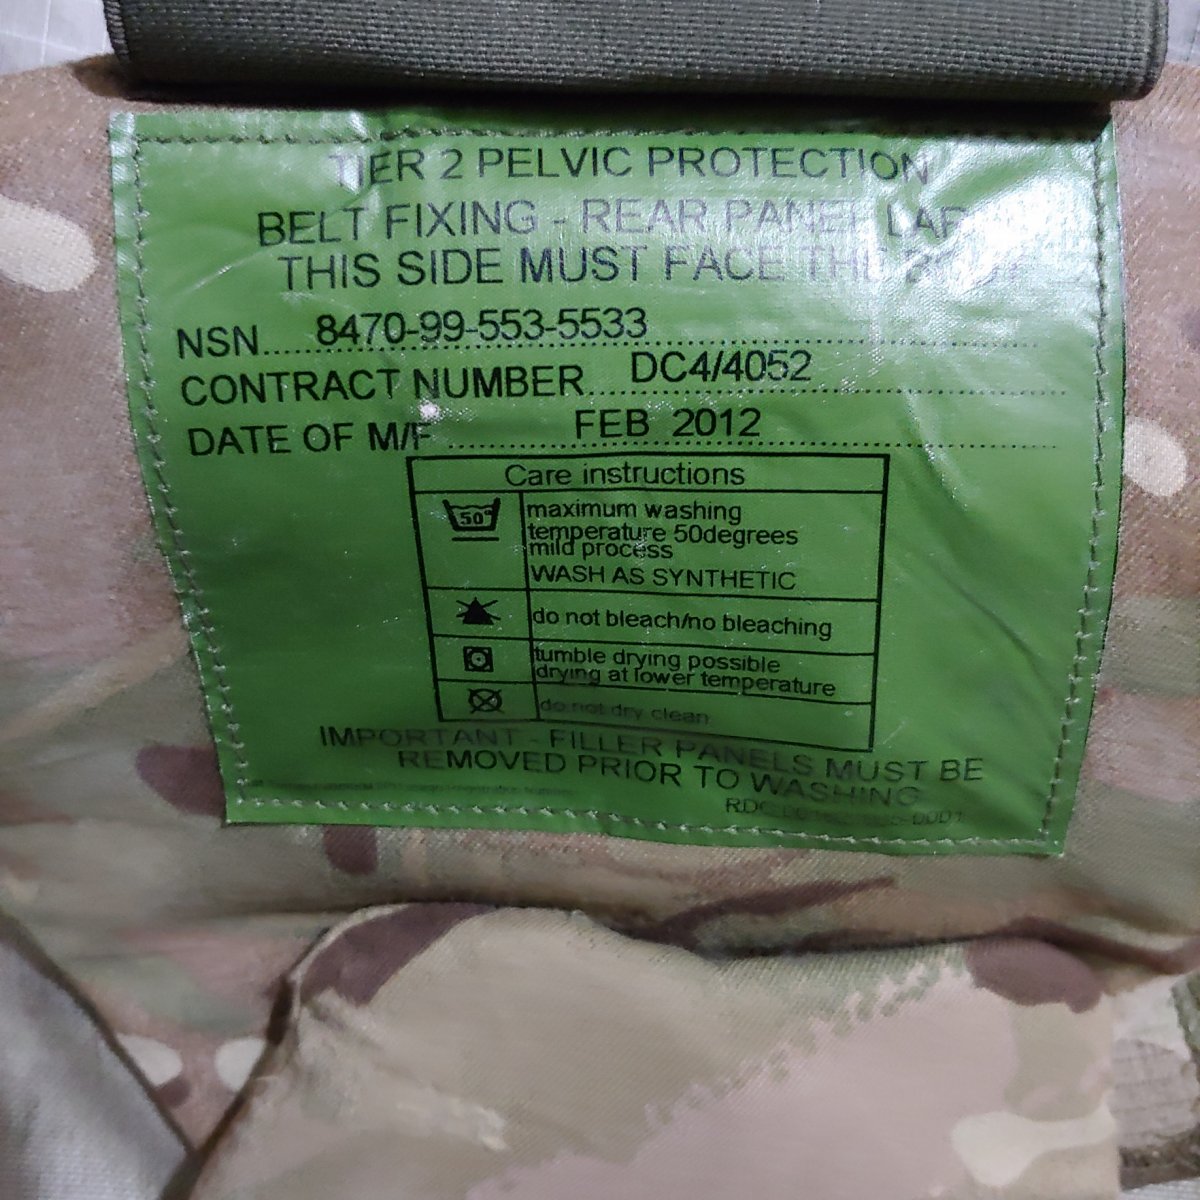 TIER 2 PELVIC PROTECTION
BELT FIXING - REAR PANEL
THIS SIDE MUST FACE THE BODY
NSN 8470-99-553-5533
CONTRACT NUMBER DC4/4052
DATE OF M/F FEB 2012
Care instructions
50°
maximum washing
temperature 50degrees
mild process
WASH AS SYNTHETIC
do not bleach/no bleaching
tumble drying possible
drying at lower temperature
do not dry clean
IMPORTANT - FILLER PANELS MUST BE
REMOVED PRIOR TO WASHING